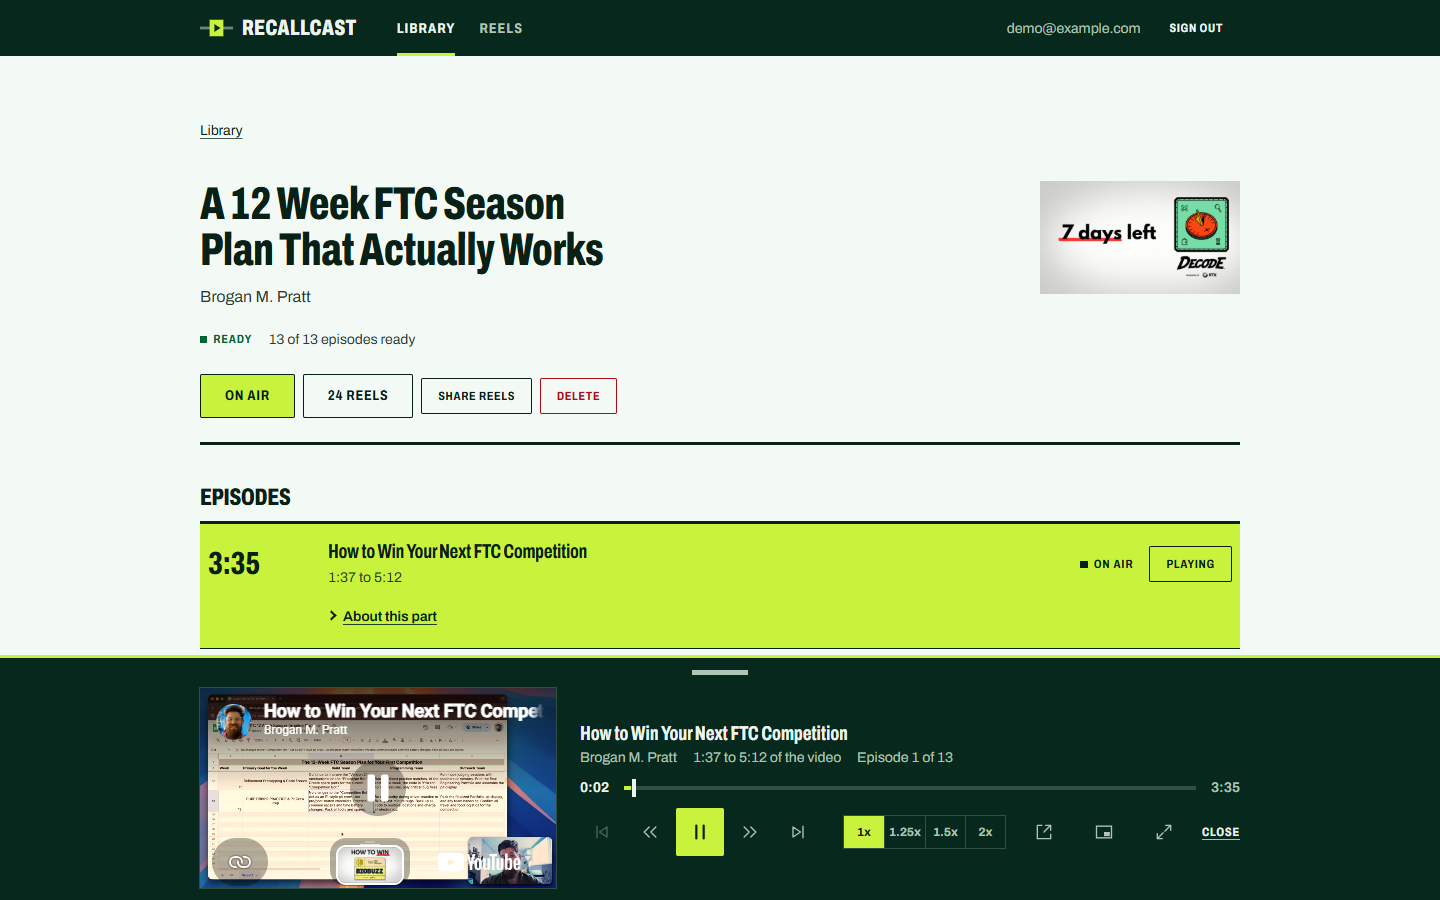 RECALLCAST
LIBRARY
REELS
demo@example.com
SIGN OUT
Library
A 12 Week FTC Season
Plan That Actually Works
Brogan M. Pratt
7 days left
DECODE
READY
13 of 13 episodes ready
ON AIR
24 REELS
SHARE REELS
DELETE
EPISODES
3:35
How to Win Your Next FTC Competition
1:37 to 5:12
About this part
ON AIR
PLAYING
How to Win Your Next FTC Compet
Brogan M. Pratt
The 12-Week FTC Season Plan for Your First Competition
HOW TO WIN
BIOBUZZ
YouTube
How to Win Your Next FTC Competition
Brogan M. Pratt
1:37 to 5:12 of the video
Episode 1 of 13
0:02
3:35
1x
1.25x
1.5x
2x
CLOSE